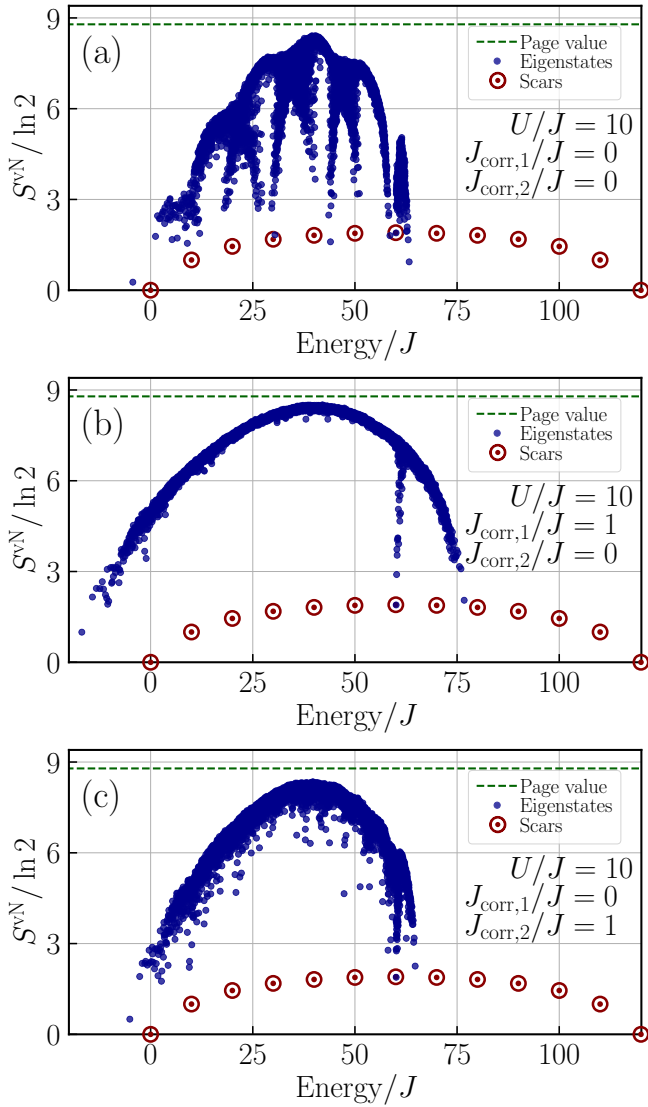 (a)
9
6
3
0
S^vN / ln 2
Page value
Eigenstates
Scars
U/J = 10
J_corr,1/J = 0
J_corr,2/J = 0
0 25 50 75 100
Energy/J
(b)
9
6
3
0
S^vN / ln 2
Page value
Eigenstates
Scars
U/J = 10
J_corr,1/J = 1
J_corr,2/J = 0
0 25 50 75 100
Energy/J
(c)
9
6
3
0
S^vN / ln 2
Page value
Eigenstates
Scars
U/J = 10
J_corr,1/J = 0
J_corr,2/J = 1
0 25 50 75 100
Energy/J